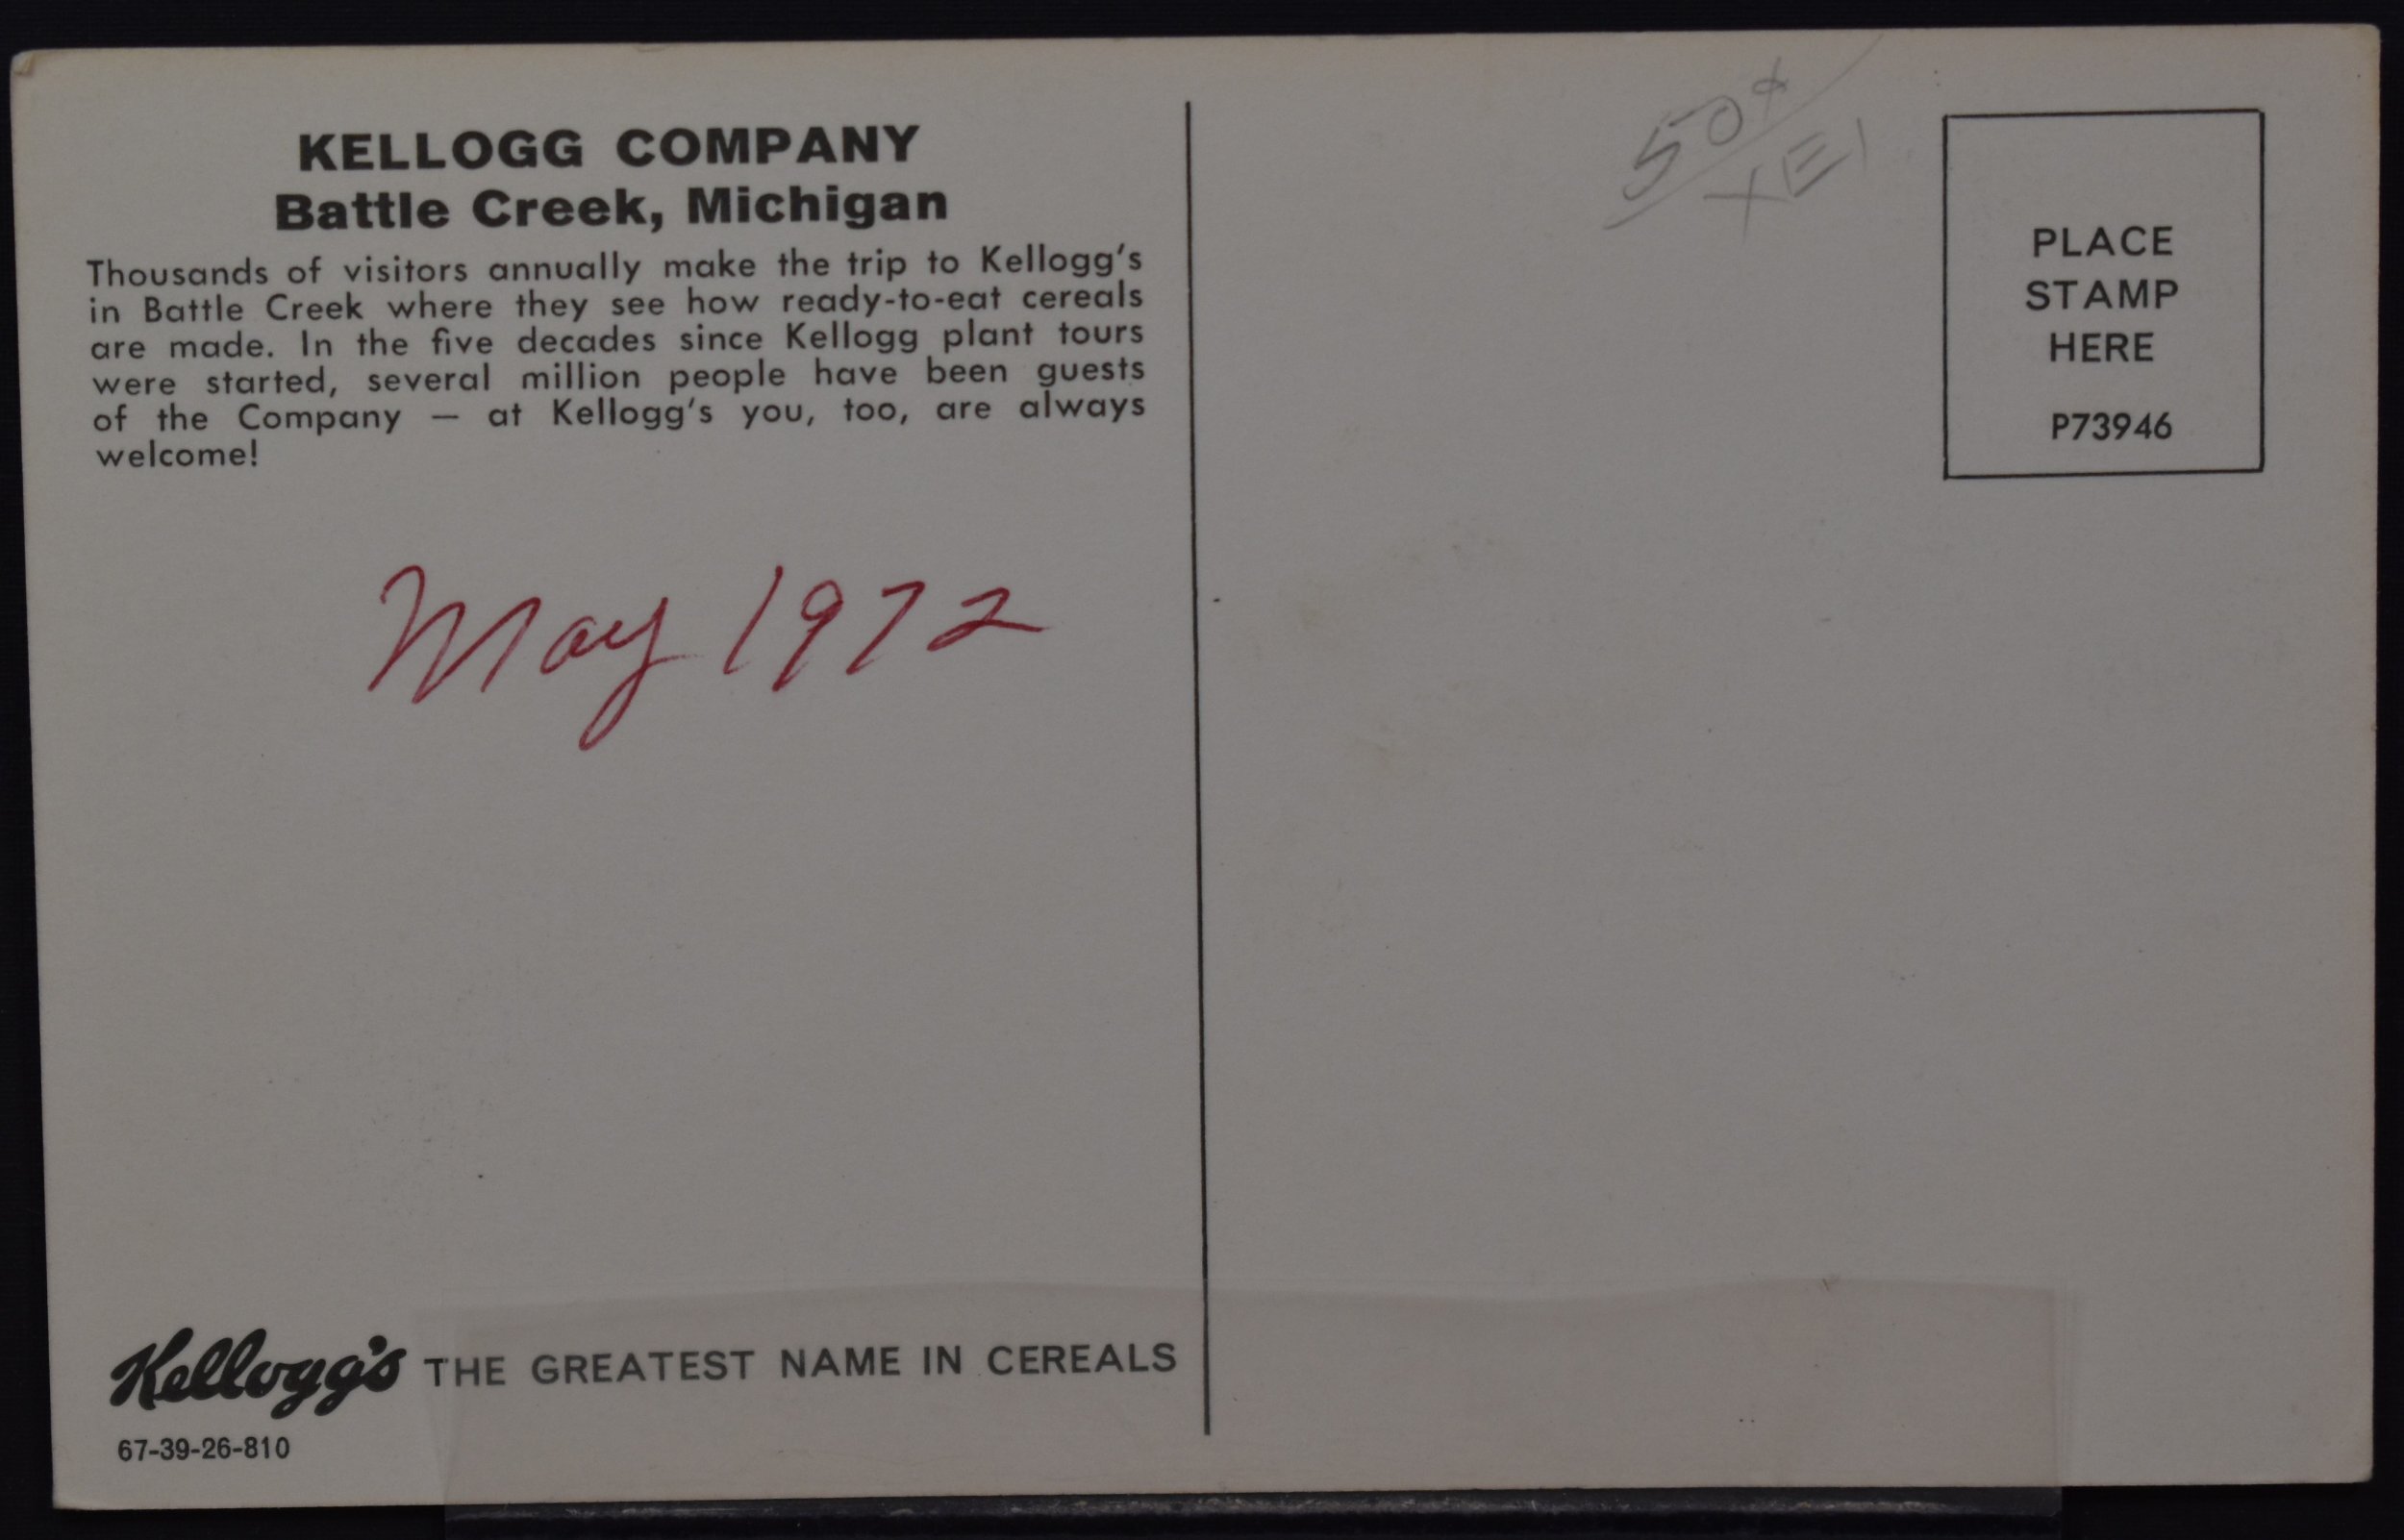 KELLOGG COMPANY
Battle Creek, Michigan
Thousands of visitors annually make the trip to Kellogg's
in Battle Creek where they see how ready-to-eat cereals
are made. In the five decades since Kellogg plant tours
were started, several million people have been guests
of the Company — at Kellogg's you, too, are always
welcome!
May 1972
Kellogg's THE GREATEST NAME IN CEREALS
67-39-26-810
50¢
PLACE
STAMP
HERE
P73946